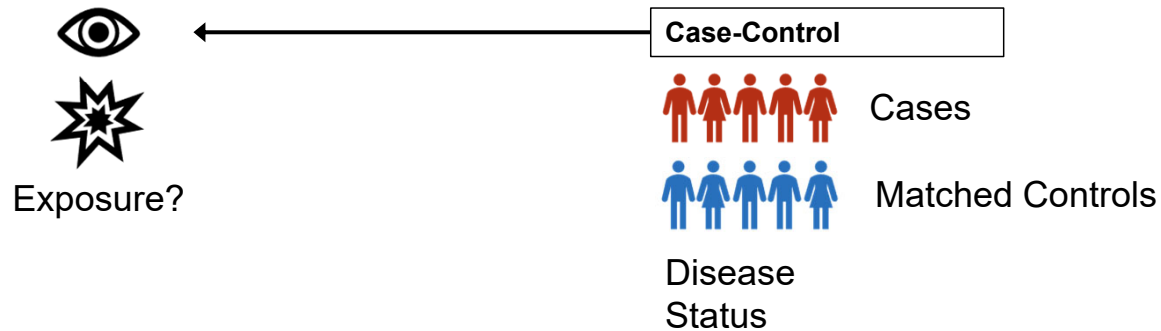 Case-Control
Cases
Exposure?
Matched Controls
Disease
Status